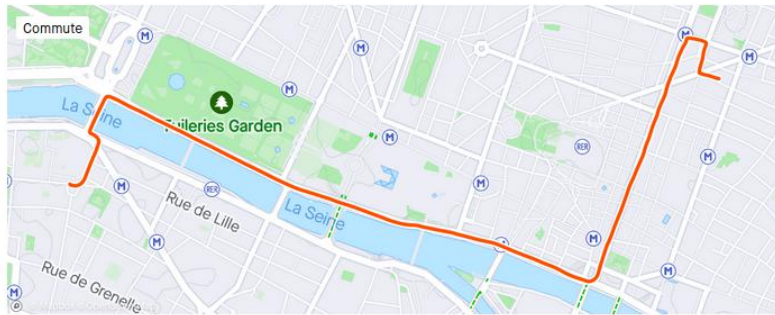 Commute
M
M
M
M
La Seine
Tuileries Garden
M
M
RER
M
M
M
RER
Rue de Lille
La Seine
M
M
Rue de Grenelle
M